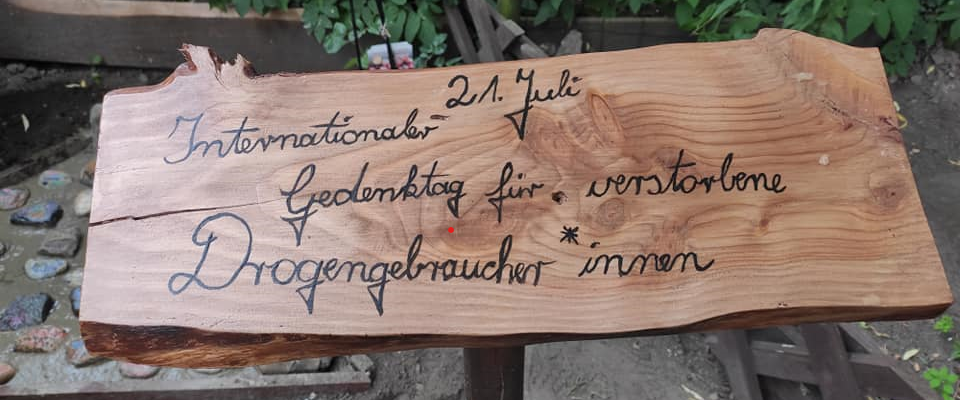 21. Juli
Internationaler
Gedenktag für verstorbene
Drogengebraucher*innen